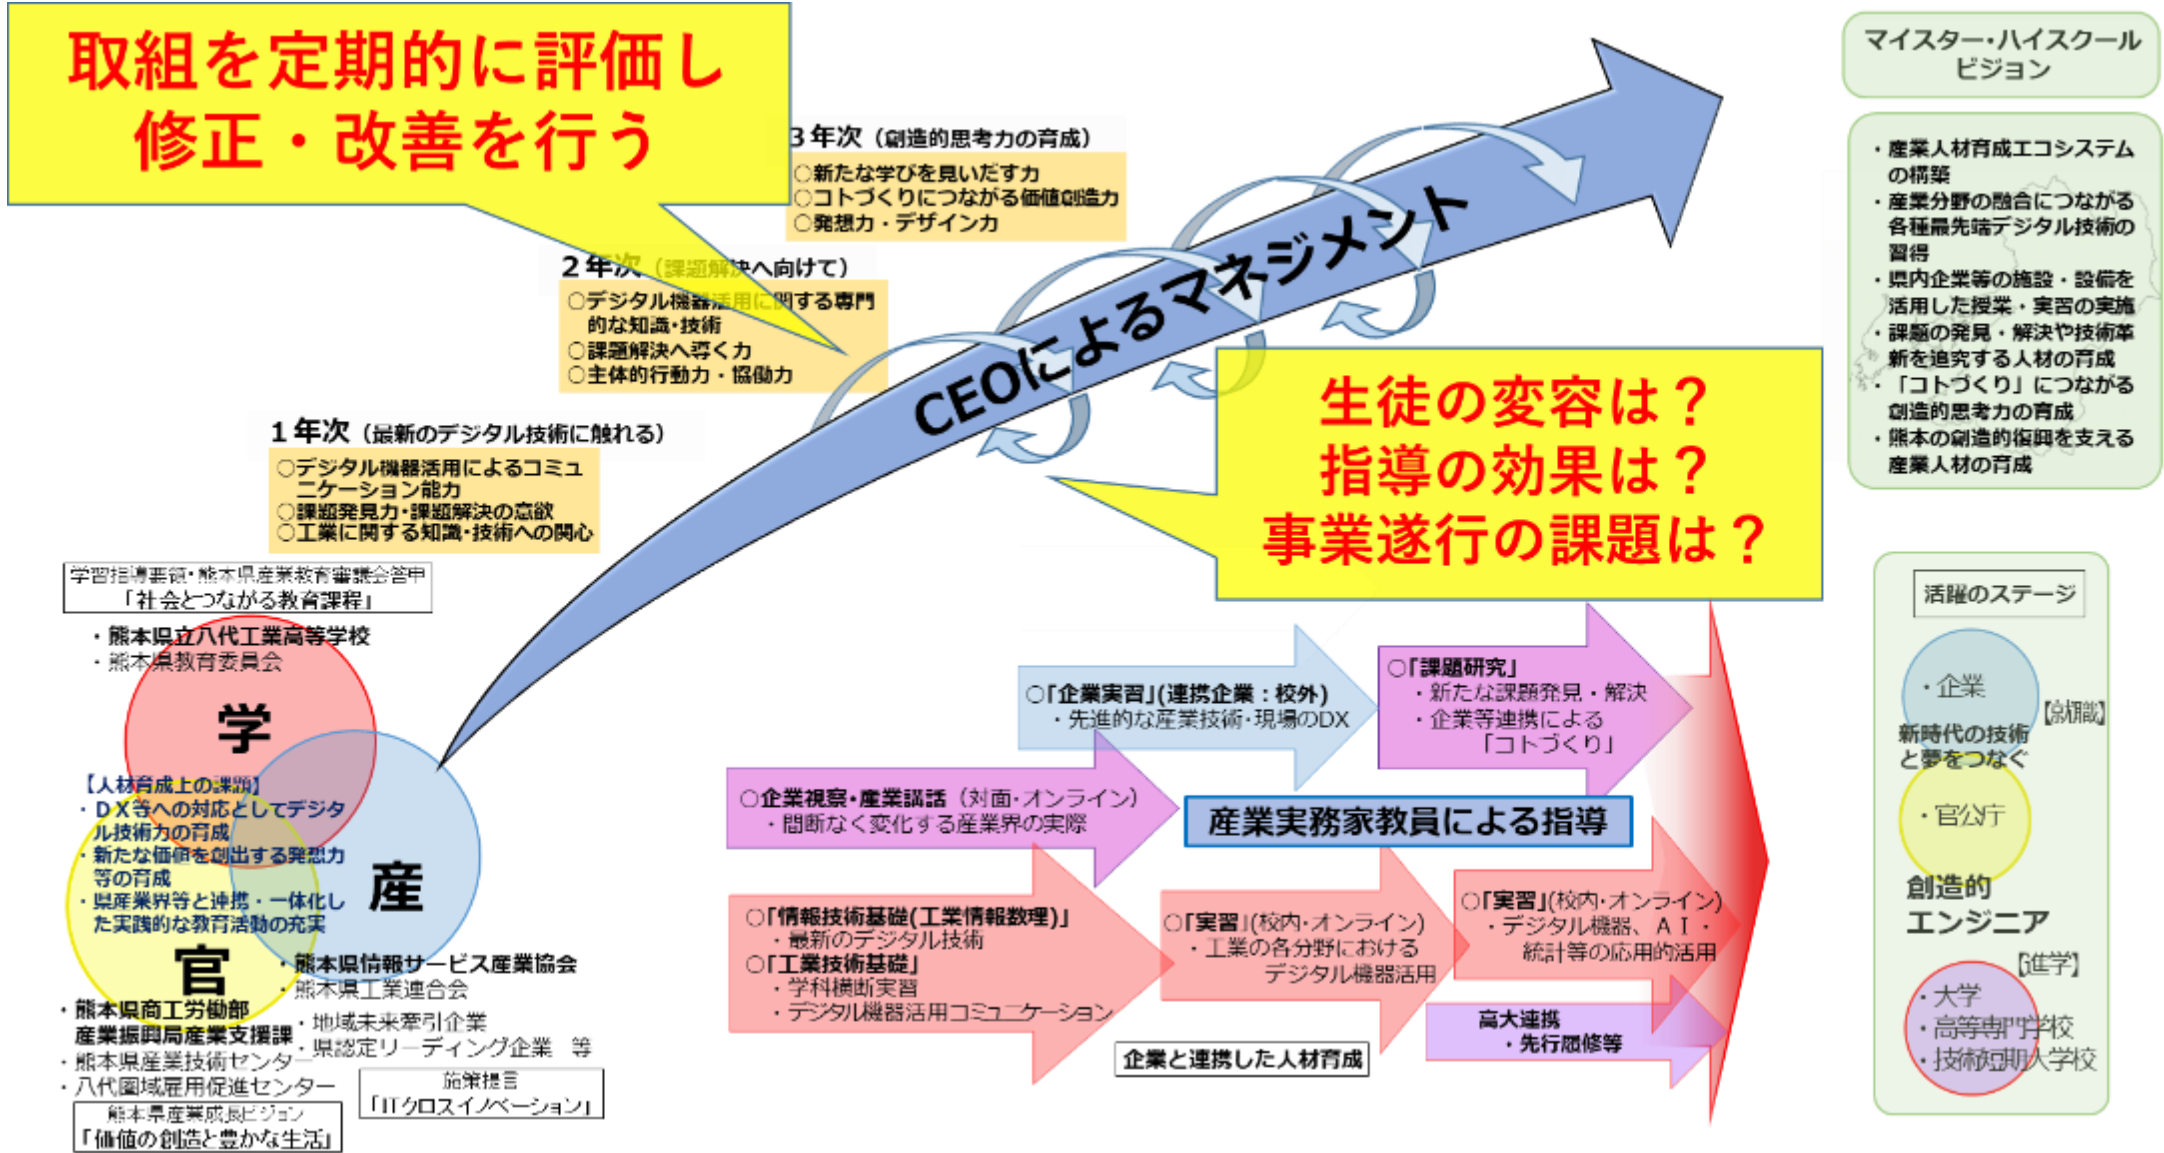 取組を定期的に評価し
修正・改善を行う
マイスター・ハイスクール
ビジョン
・産業人材育成エコシステム
の構築
・産業分野の融合につながる
各種最先端デジタル技術の
習得
・県内企業等の施設・設備を
活用した授業・実習の実施
・課題の発見・解決や技術革
新を追究する人材の育成
・「コトづくり」につながる
創造的思考力の育成
・熊本の創造的復興を支える
産業人材の育成
3年次（創造的思考力の育成）
○新たな学びを見いだす力
○コトづくりにつながる価値創造力
○発想力・デザイン力
2年次（課題解決へ向けて）
○デジタル機器活用に関する専門
的な知識・技術
○課題解決へ導く力
○主体的行動力・協働力
1年次（最新のデジタル技術に触れる）
○デジタル機器活用によるコミュ
ニケーション能力
○課題発見力・課題解決の意欲
○工業に関する知識・技術への関心
CEOによるマネジメント
生徒の変容は？
指導の効果は？
事業遂行の課題は？
学習指導要領・熊本県産業教育審議会答申
「社会とつながる教育課程」
・熊本県立八代工業高等学校
・熊本県教育委員会
学
【人材育成上の課題】
・DX等への対応としてデジタ
ル技術力の育成
・新たな価値を創出する発想力
等の育成
・県産業界等と連携・一体化し
た実践的な教育活動の充実
産
官
・熊本県情報サービス産業協会
・熊本県工業連合会
・地域未来牽引企業
・県認定リーディング企業 等
・熊本県商工労働部
産業振興局産業支援課
・熊本県産業技術センター
・八代圏域雇用促進センター
熊本県産業成長ビジョン
「価値の創造と豊かな生活」
施策提言
「ITクロスイノベーション」
○「企業実習」(連携企業：校外)
・先進的な産業技術・現場のDX
○「課題研究」
・新たな課題発見・解決
・企業等連携による
「コトづくり」
○企業視察・産業講話（対面・オンライン）
・間断なく変化する産業界の実際
産業実務家教員による指導
○「情報技術基礎(工業情報数理)」
・最新のデジタル技術
○「工業技術基礎」
・学科横断実習
・デジタル機器活用コミュニケーション
○「実習」(校内・オンライン)
・工業の各分野における
デジタル機器活用
○「実習」(校内・オンライン)
・デジタル機器、AI・
統計等の応用的活用
高大連携
・先行履修等
企業と連携した人材育成
活躍のステージ
・企業
【就職】
新時代の技術
と夢をつなぐ
・官公庁
創造的
エンジニア
【進学】
・大学
・高等専門学校
・技術短期大学校